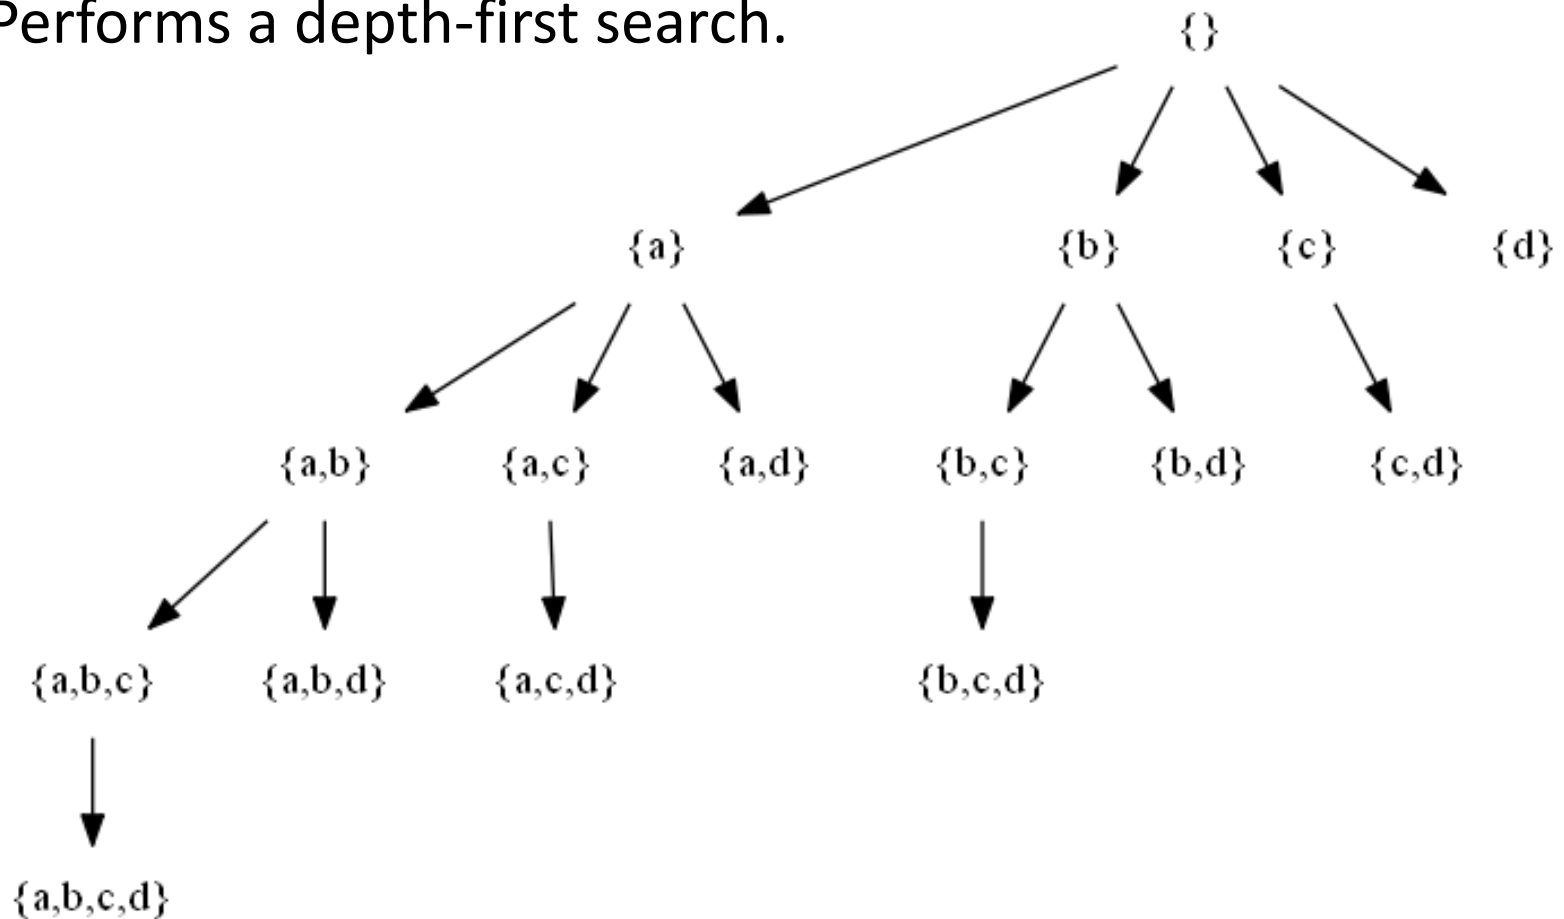 Performs a depth-first search.
{}
{a} {b} {c} {d}
{a,b} {a,c} {a,d} {b,c} {b,d} {c,d}
{a,b,c} {a,b,d} {a,c,d} {b,c,d}
{a,b,c,d}